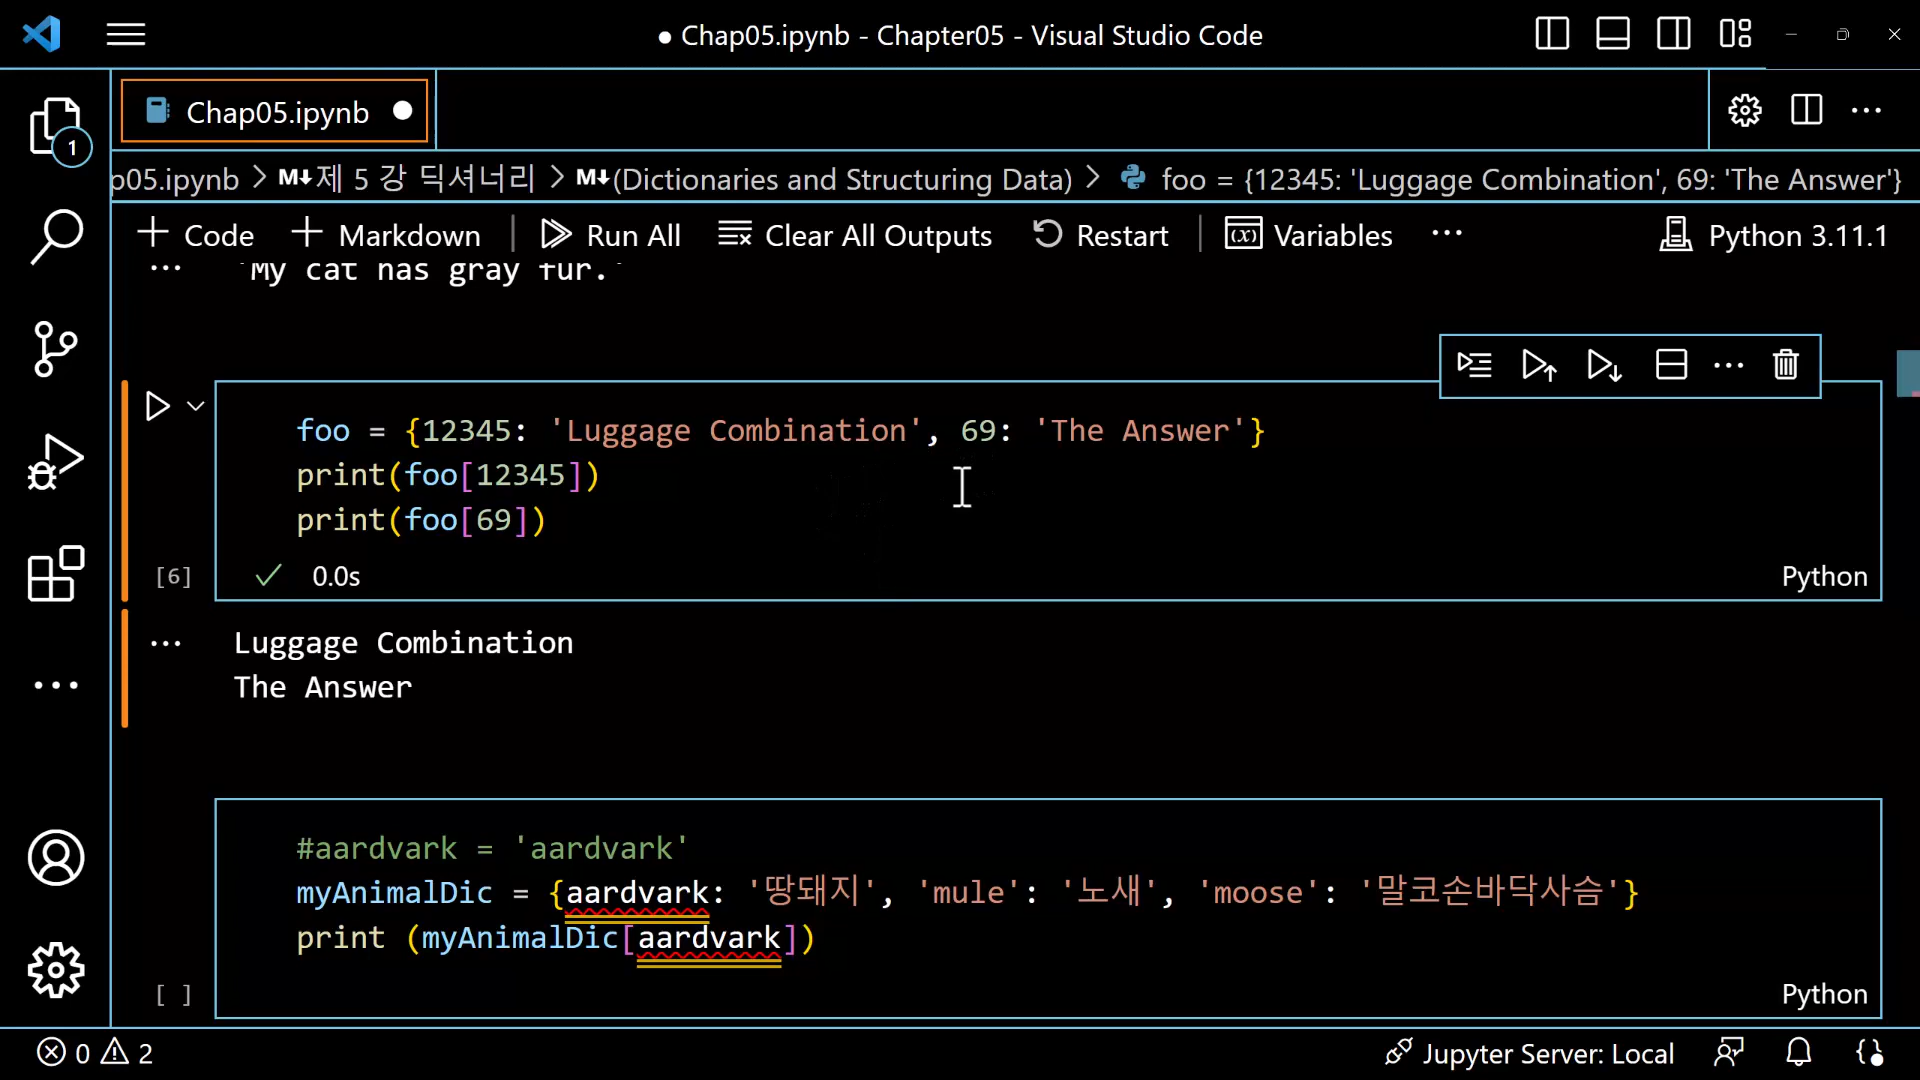 ● Chap05.ipynb - Chapter05 - Visual Studio Code
Chap05.ipynb ●
1
p05.ipynb > M↓제 5 강 딕셔너리 > M↓(Dictionaries and Structuring Data) > foo = {12345: 'Luggage Combination', 69: 'The Answer'}
+ Code + Markdown | Run All Clear All Outputs Restart | Variables ... Python 3.11.1
... 'My cat has gray fur.'
foo = {12345: 'Luggage Combination', 69: 'The Answer'}
print(foo[12345])
print(foo[69])
[6] ✓ 0.0s Python
... Luggage Combination
The Answer
#aardvark = 'aardvark'
myAnimalDic = {aardvark: '땅돼지', 'mule': '노새', 'moose': '말코손바닥사슴'}
print (myAnimalDic[aardvark])
[ ] Python
0 2 Jupyter Server: Local